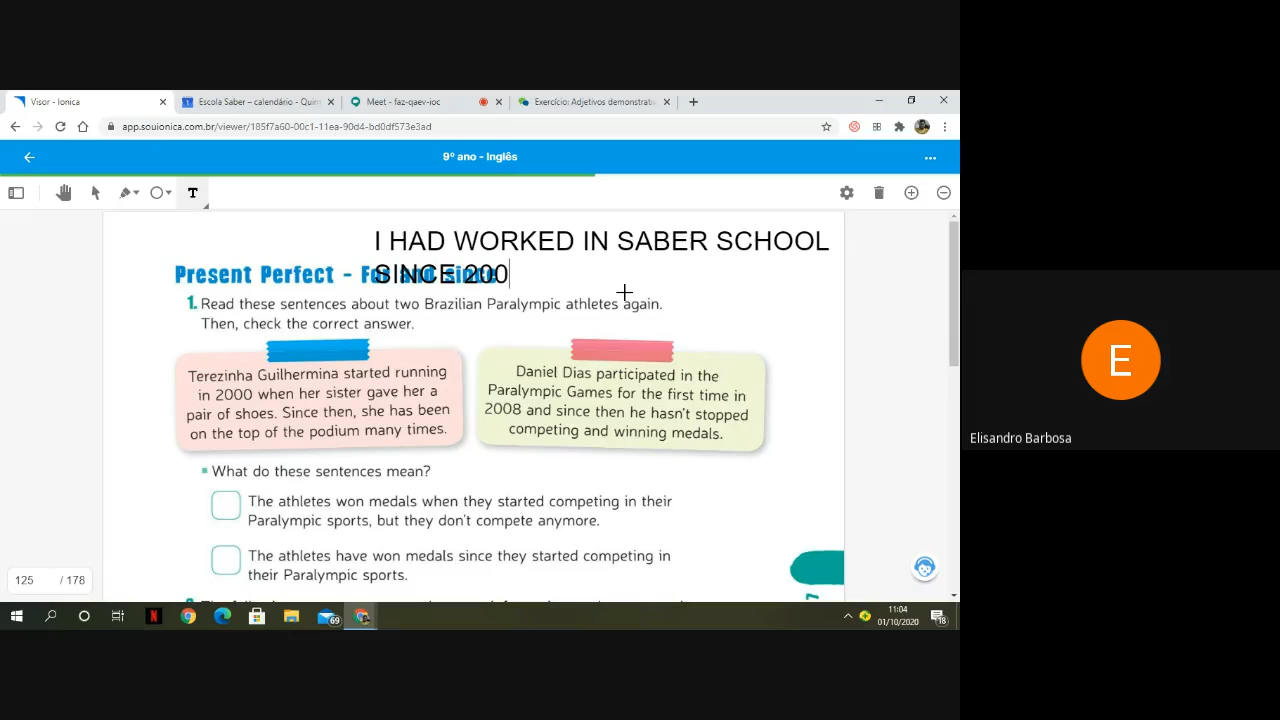 Visor - Ionica
Escola Saber – calendário - Quin
Meet - faz-qaev-ioc
Exercício: Adjetivos demonstrati
app.souionica.com.br/viewer/185f7a60-00c1-11ea-90d4-bd0df573e3ad
9º ano - Inglês
T
I HAD WORKED IN SABER SCHOOL
SINCE 200
Present Perfect - For and since
1. Read these sentences about two Brazilian Paralympic athletes again.
Then, check the correct answer.
Terezinha Guilhermina started running
in 2000 when her sister gave her a
pair of shoes. Since then, she has been
on the top of the podium many times.
Daniel Dias participated in the
Paralympic Games for the first time in
2008 and since then he hasn't stopped
competing and winning medals.
What do these sentences mean?
The athletes won medals when they started competing in their
Paralympic sports, but they don't compete anymore.
The athletes have won medals since they started competing in
their Paralympic sports.
125 / 178
7
E
Elisandro Barbosa
69
11:04
01/10/2020
18